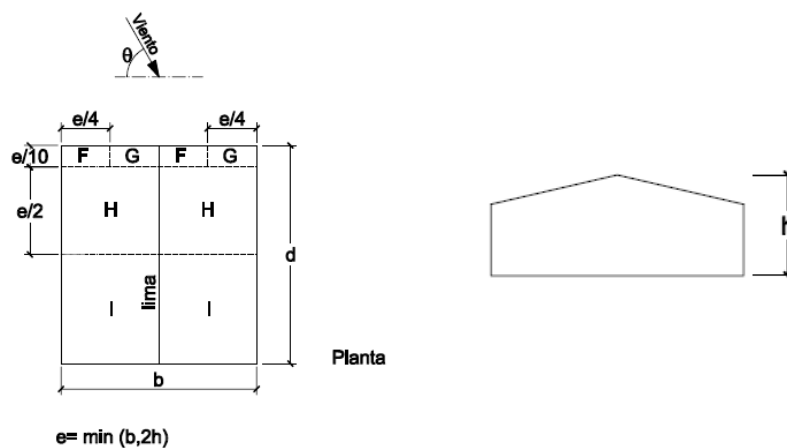 Viento
θ
e/4
e/4
e/10
F
G
F
G
e/2
H
H
d
h
I
lima
I
Planta
b
e= min (b,2h)